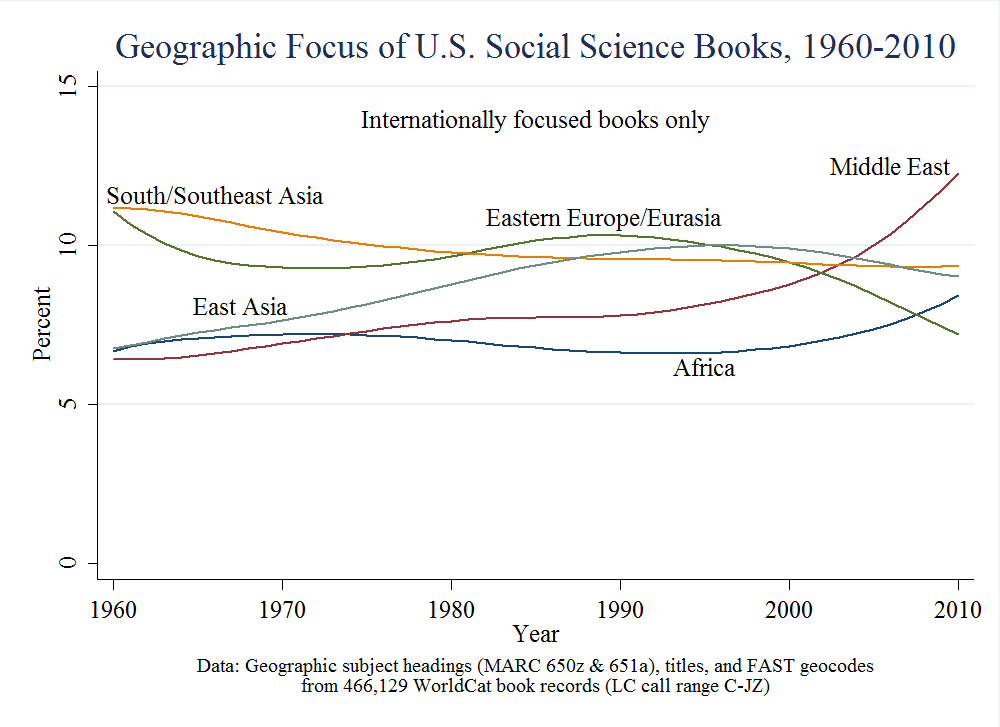 Geographic Focus of U.S. Social Science Books, 1960-2010
15
Internationally focused books only
Middle East
South/Southeast Asia
Eastern Europe/Eurasia
10
East Asia
Percent
Africa
5
0
1960 1970 1980 1990 2000 2010
Year
Data: Geographic subject headings (MARC 650z & 651a), titles, and FAST geocodes
from 466,129 WorldCat book records (LC call range C-JZ)